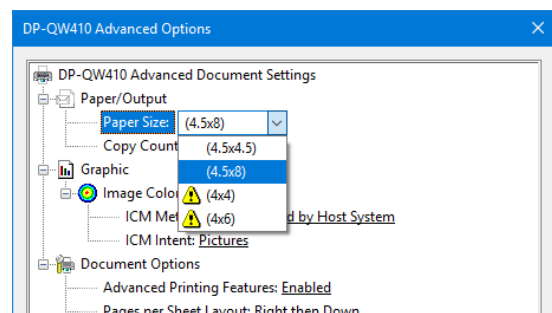 DP-QW410 Advanced Options
DP-QW410 Advanced Document Settings
Paper/Output
Paper Size: (4.5x8)
Copy Count
(4.5x4.5)
(4.5x8)
(4x4)
(4x6)
Graphic
Image Color
ICM Met d by Host System
ICM Intent: Pictures
Document Options
Advanced Printing Features: Enabled
Pages per Sheet Layout: Right then Down